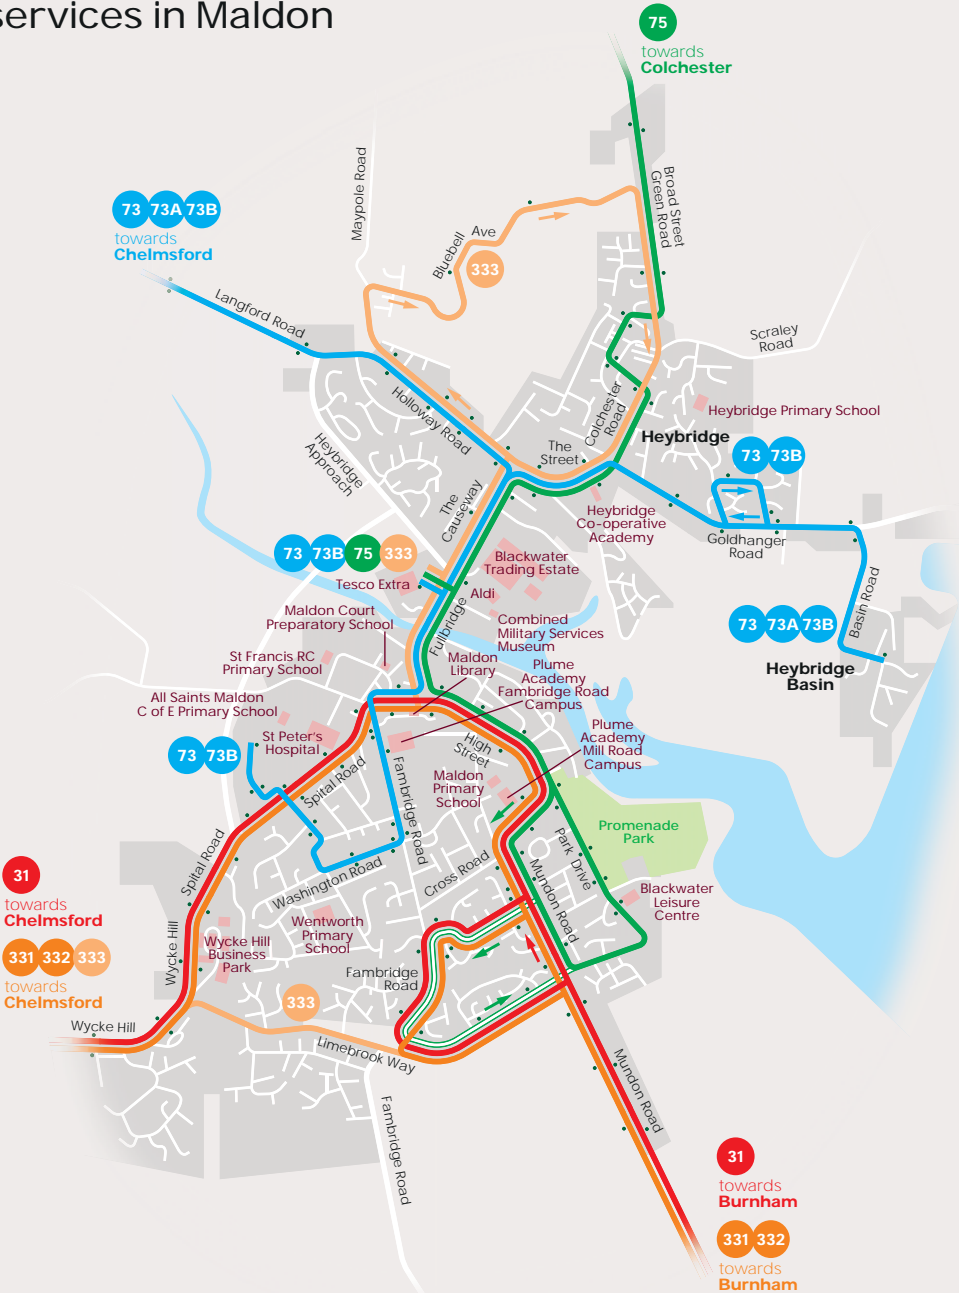 services in Maldon
75
towards
Colchester
Maypole Road
Broad Street
Green Road
73 73A 73B
towards
Chelmsford
Bluebell
Ave
333
Langford Road
Scraley
Road
Holloway Road
Colchester
Road
Heybridge Primary School
Heybridge
The
Street
Heybridge
Approach
73 73B
The
Causeway
Heybridge
Co-operative
Academy
Goldhanger
Road
73 73B 75 333
Blackwater
Trading Estate
Tesco Extra
Aldi
Basin Road
Maldon Court
Preparatory School
Fullbridge
Combined
Military Services
Museum
73 73A 73B
St Francis RC
Primary School
Maldon
Library
Plume
Academy
Fambridge Road
Campus
Heybridge
Basin
All Saints Maldon
C of E Primary School
Plume
Academy
Mill Road
Campus
St Peter's
Hospital
High
Street
73 73B
Spital Road
Fambridge Road
Maldon
Primary
School
Promenade
Park
Spital Road
Park Drive
31
towards
Chelmsford
Washington Road
Cross Road
Mundon Road
Blackwater
Leisure
Centre
Wentworth
Primary
School
331 332 333
towards
Chelmsford
Wycke Hill
Wycke Hill
Business
Park
Fambridge
Road
333
Wycke Hill
Limebrook Way
Mundon Road
Fambridge Road
31
towards
Burnham
331 332
towards
Burnham